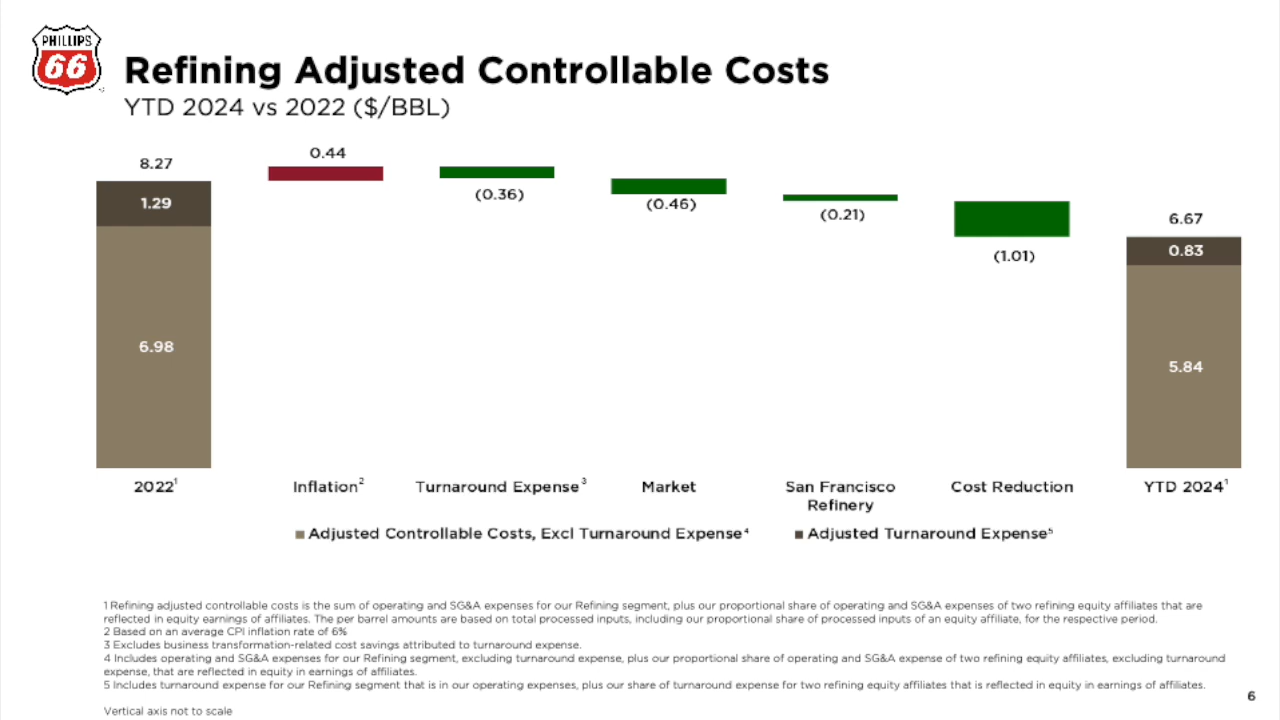 PHILLIPS
66
Refining Adjusted Controllable Costs
YTD 2024 vs 2022 ($/BBL)
8.27
1.29
6.98
0.44
(0.36)
(0.46)
(0.21)
(1.01)
6.67
0.83
5.84
2022¹
Inflation²
Turnaround Expense³
Market
San Francisco
Refinery
Cost Reduction
YTD 2024¹
Adjusted Controllable Costs, Excl Turnaround Expense⁴
Adjusted Turnaround Expense⁵
1 Refining adjusted controllable costs is the sum of operating and SG&A expenses for our Refining segment, plus our proportional share of operating and SG&A expenses of two refining equity affiliates that are
reflected in equity earnings of affiliates. The per barrel amounts are based on total processed inputs, including our proportional share of processed inputs of an equity affiliate, for the respective period.
2 Based on an average CPI inflation rate of 6%
3 Excludes business transformation-related cost savings attributed to turnaround expense.
4 Includes operating and SG&A expenses for our Refining segment, excluding turnaround expense, plus our proportional share of operating and SG&A expense of two refining equity affiliates, excluding turnaround
expense, that are reflected in equity in earnings of affiliates.
5 Includes turnaround expense for our Refining segment that is in our operating expenses, plus our share of turnaround expense for two refining equity affiliates that is reflected in equity in earnings of affiliates.
6
Vertical axis not to scale